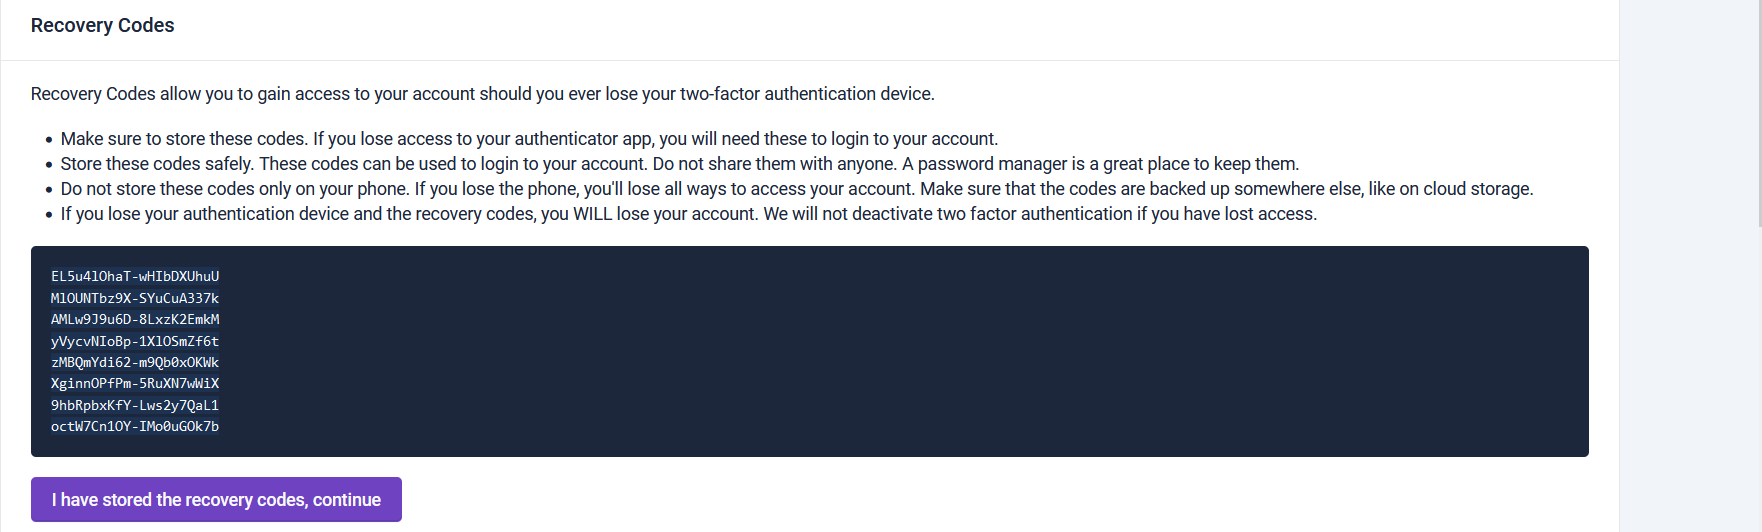 Recovery Codes
Recovery Codes allow you to gain access to your account should you ever lose your two-factor authentication device.
Make sure to store these codes. If you lose access to your authenticator app, you will need these to login to your account.
Store these codes safely. These codes can be used to login to your account. Do not share them with anyone. A password manager is a great place to keep them.
Do not store these codes only on your phone. If you lose the phone, you'll lose all ways to access your account. Make sure that the codes are backed up somewhere else, like on cloud storage.
If you lose your authentication device and the recovery codes, you WILL lose your account. We will not deactivate two factor authentication if you have lost access.
EL5u4lOhaT-wHIbDXUhuU
MlOUNTbz9X-SYuCuA337k
AMLw9J9u6D-8LxzK2EmkM
yVycvNIoBp-1XlOSmZf6t
zMBQmYdi62-m9Qb0xOKWk
XginnOPfPm-5RuXN7wWiX
9hbRpbxKfY-Lws2y7QaL1
octW7Cn1OY-IMo0uGOk7b
I have stored the recovery codes, continue